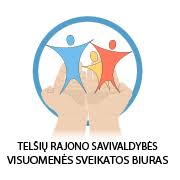 TELŠIŲ RAJONO SAVIVALDYBĖS
VISUOMENĖS SVEIKATOS BIURAS